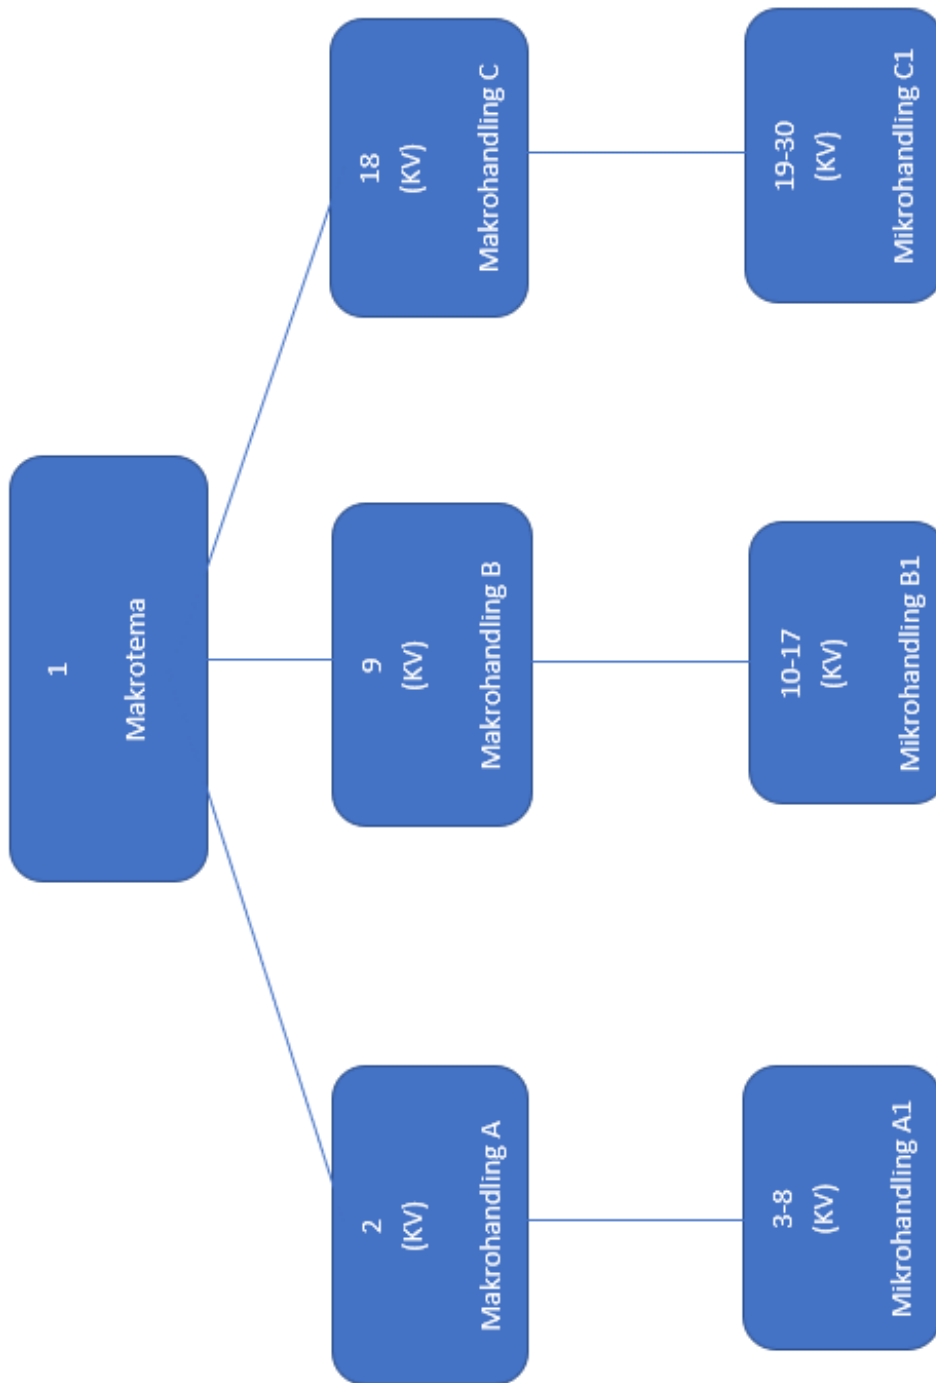 1
Makrotema
2
(KV)
Makrohandling A
9
(KV)
Makrohandling B
18
(KV)
Makrohandling C
3-8
(KV)
Mikrohandling A1
10-17
(KV)
Mikrohandling B1
19-30
(KV)
Mikrohandling C1